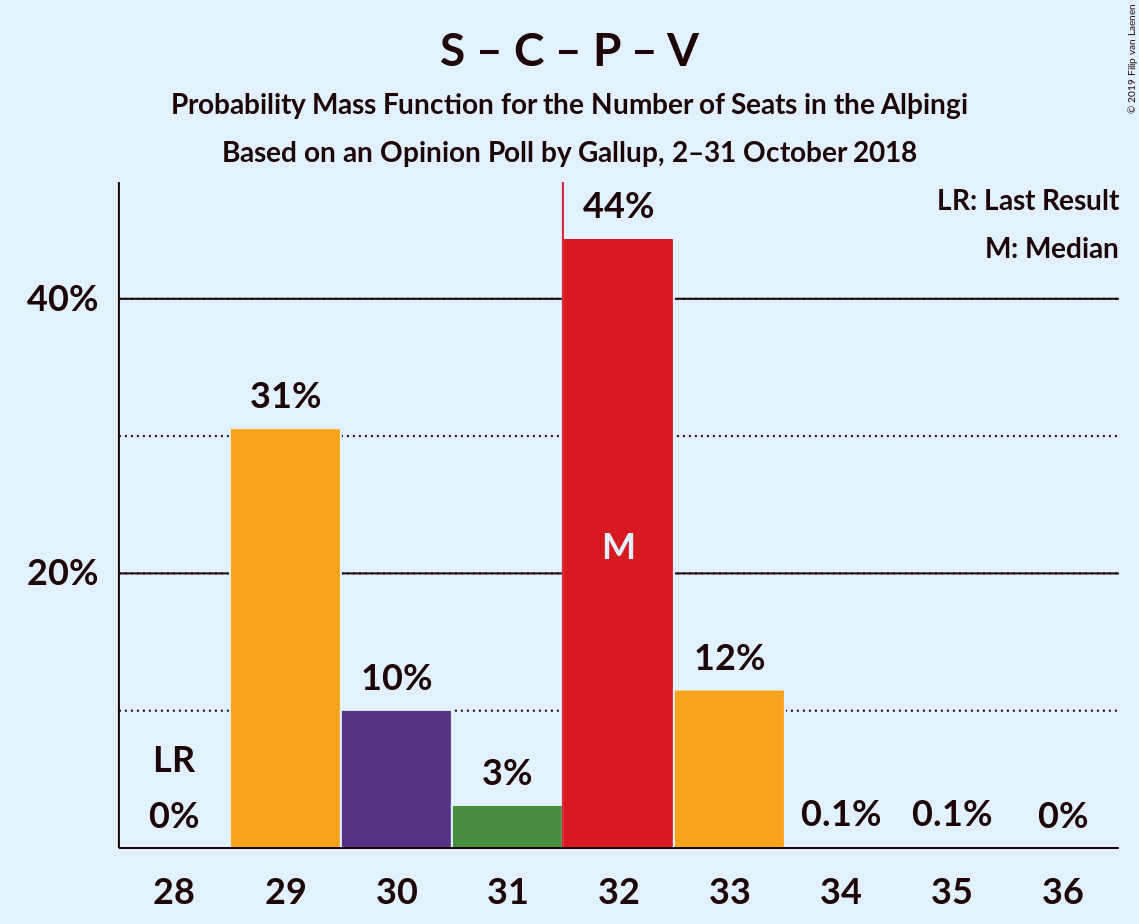 S – C – P – V
Probability Mass Function for the Number of Seats in the Alþingi
Based on an Opinion Poll by Gallup, 2–31 October 2018
© 2019 Filip van Laenen
LR: Last Result
M: Median
44%
40%
31%
M
20%
12%
10%
LR
3%
0%
0.1%
0.1%
0%
28 29 30 31 32 33 34 35 36